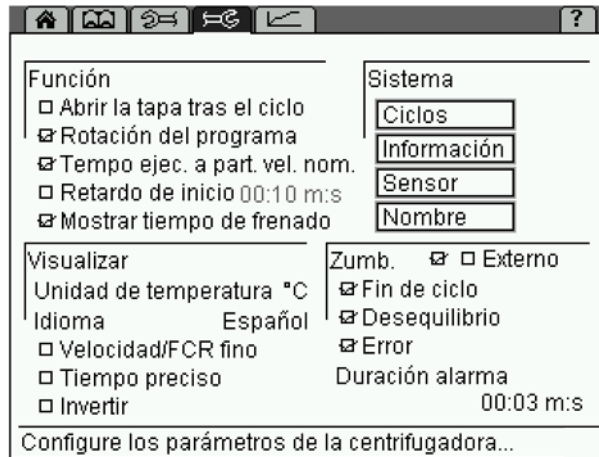 ?
Función
Abrir la tapa tras el ciclo
Rotación del programa
Tempo ejec. a part. vel. nom.
Retardo de inicio 00:10 m:s
Mostrar tiempo de frenado
Sistema
Ciclos
Información
Sensor
Nombre
Visualizar
Unidad de temperatura °C
Idioma Español
Velocidad/FCR fino
Tiempo preciso
Invertir
Zumb. Externo
Fin de ciclo
Desequilibrio
Error
Duración alarma
00:03 m:s
Configure los parámetros de la centrifugadora...